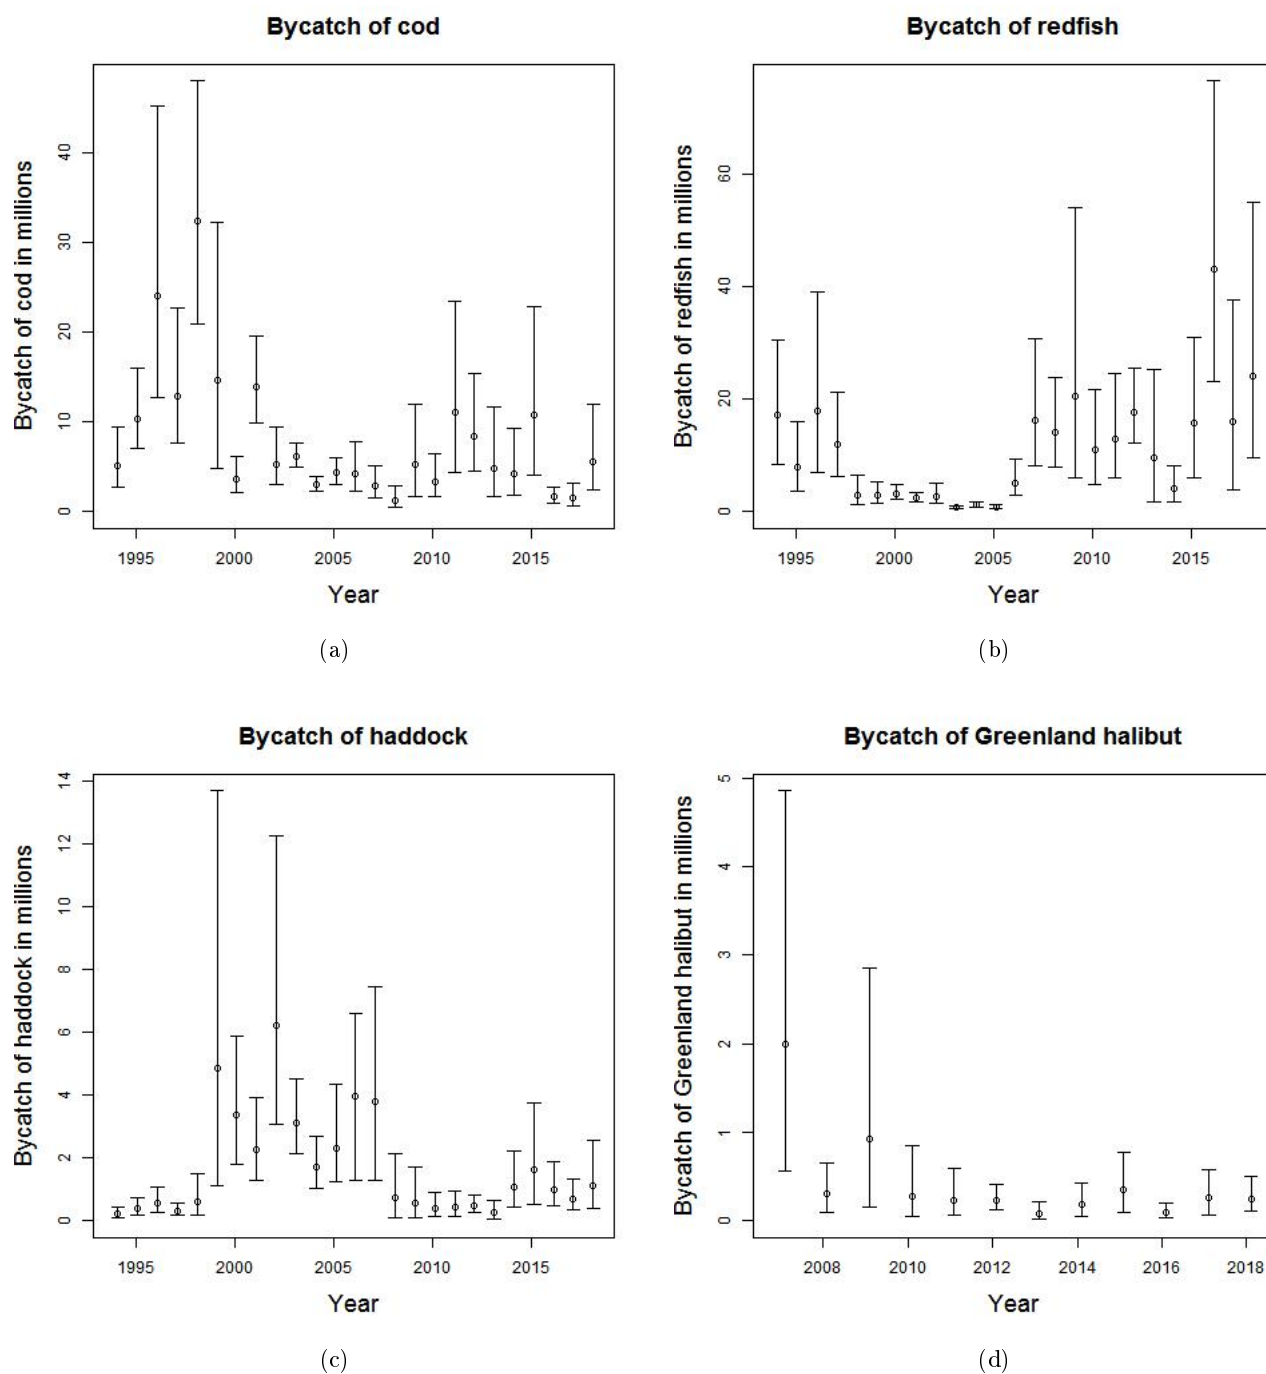 Bycatch of cod
Bycatch of cod in millions
40
30
20
10
0
1995 2000 2005 2010 2015
Year
(a)
Bycatch of redfish
Bycatch of redfish in millions
60
40
20
0
1995 2000 2005 2010 2015
Year
(b)
Bycatch of haddock
Bycatch of haddock in millions
14
12
10
8
6
4
2
0
1995 2000 2005 2010 2015
Year
(c)
Bycatch of Greenland halibut
Bycatch of Greenland halibut in millions
5
4
3
2
1
0
2008 2010 2012 2014 2016 2018
Year
(d)